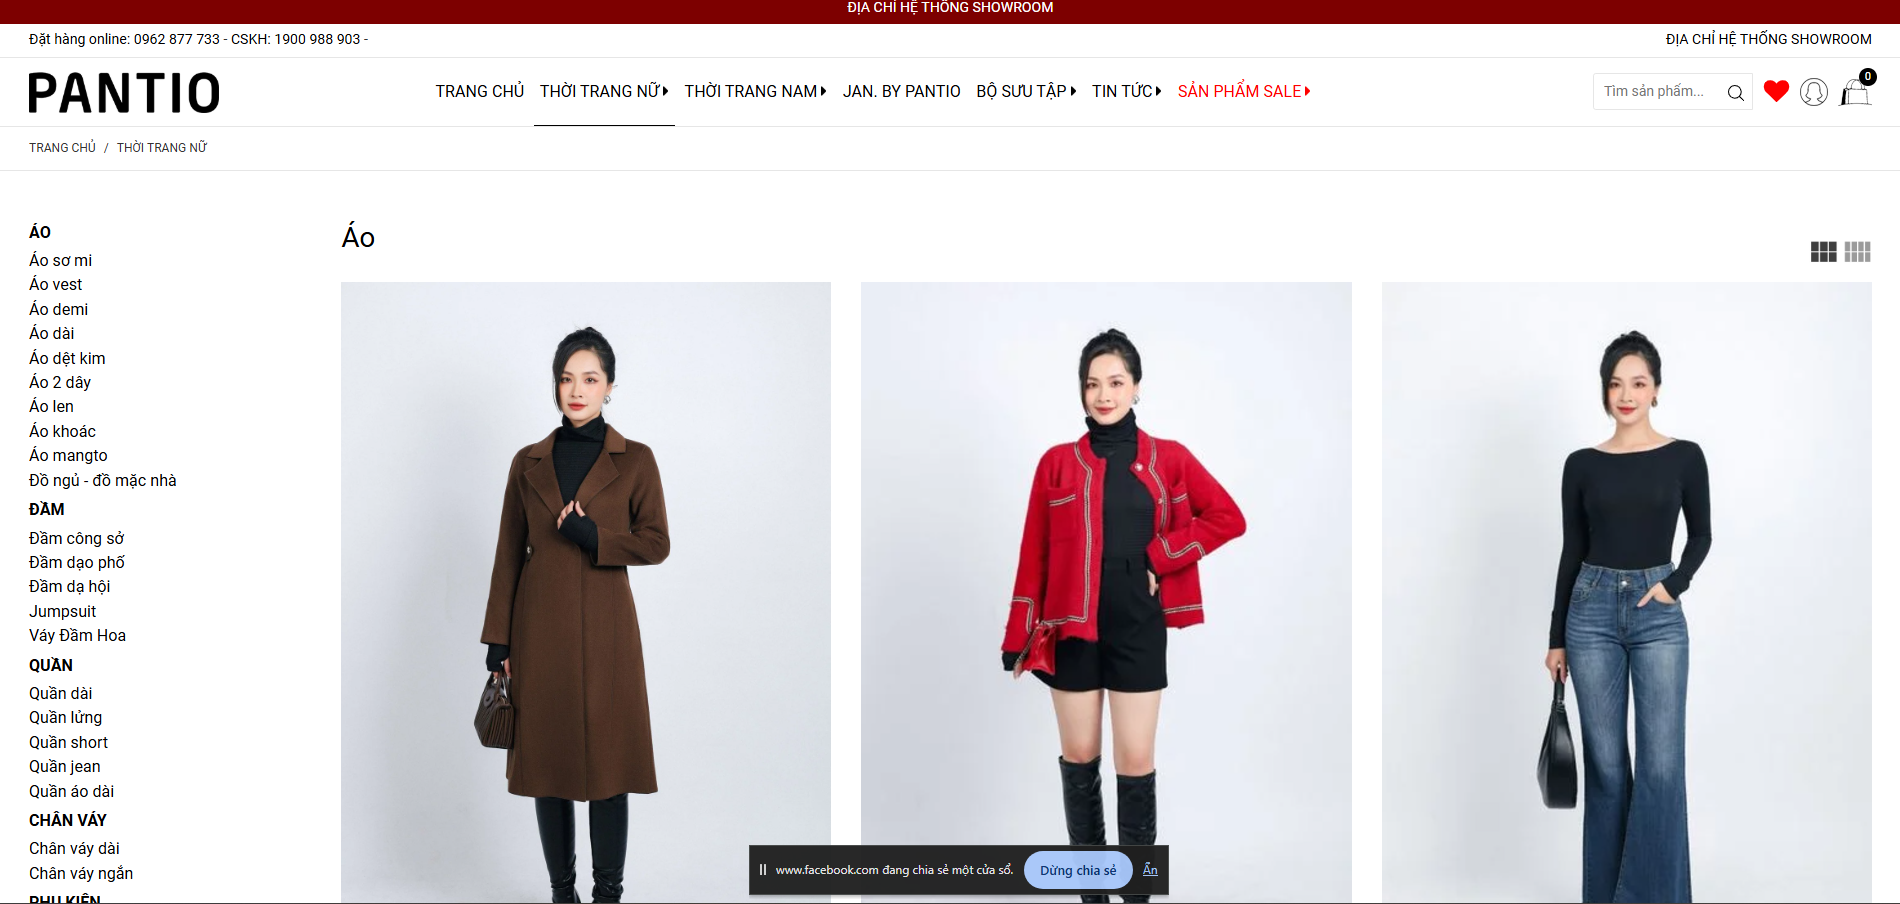 ĐỊA CHỈ HỆ THỐNG SHOWROOM
Đặt hàng online: 0962 877 733 - CSKH: 1900 988 903 -
ĐỊA CHỈ HỆ THỐNG SHOWROOM
PANTIO
TRANG CHỦ
THỜI TRANG NỮ
THỜI TRANG NAM
JAN. BY PANTIO
BỘ SƯU TẬP
TIN TỨC
SẢN PHẨM SALE
Tìm sản phẩm...
0
TRANG CHỦ / THỜI TRANG NỮ
ÁO
Áo sơ mi
Áo vest
Áo demi
Áo dài
Áo dệt kim
Áo 2 dây
Áo len
Áo khoác
Áo mangto
Đồ ngủ - đồ mặc nhà
ĐẦM
Đầm công sở
Đầm dạo phố
Đầm dạ hội
Jumpsuit
Váy Đầm Hoa
QUẦN
Quần dài
Quần lửng
Quần short
Quần jean
Quần áo dài
CHÂN VÁY
Chân váy dài
Chân váy ngắn
PHỤ KIỆN
Áo
www.facebook.com đang chia sẻ một cửa sổ.
Dừng chia sẻ
Ẩn